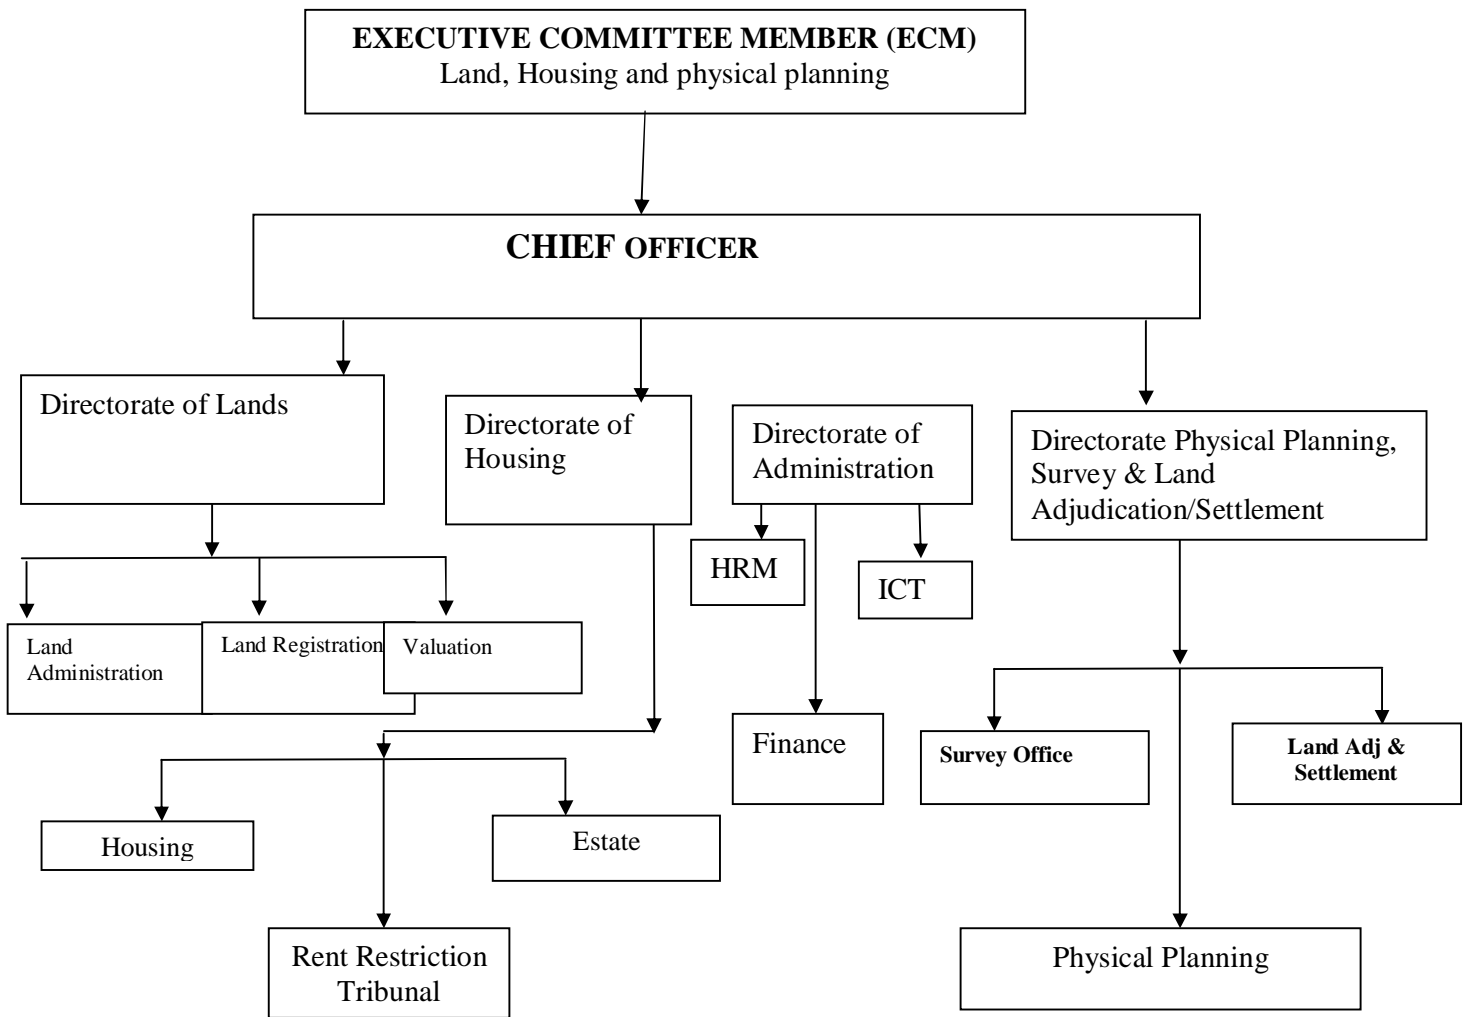 EXECUTIVE COMMITTEE MEMBER (ECM)
Land, Housing and physical planning
CHIEF OFFICER
Directorate of Lands
Directorate of
Housing
Directorate of
Administration
Directorate Physical Planning,
Survey & Land
Adjudication/Settlement
HRM
ICT
Land
Administration
Land Registration
Valuation
Finance
Survey Office
Land Adj &
Settlement
Housing
Estate
Rent Restriction
Tribunal
Physical Planning